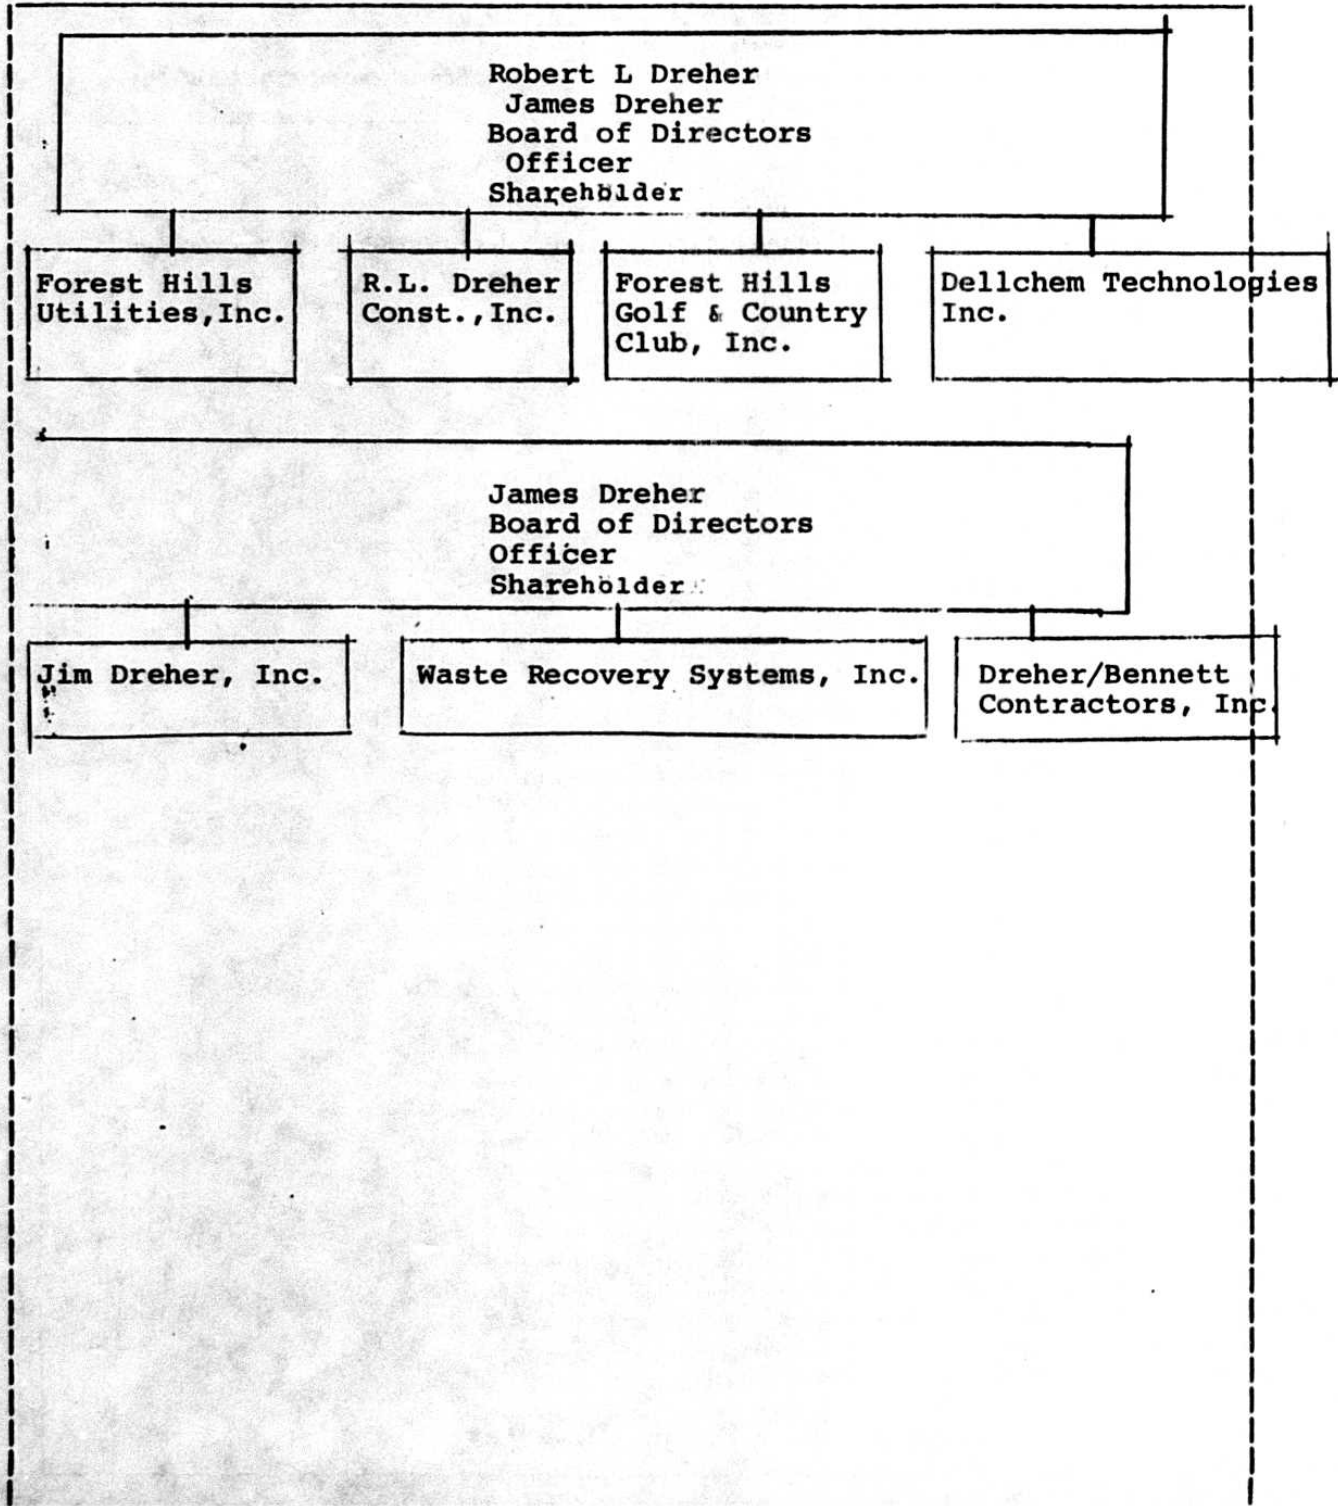 Robert L Dreher
James Dreher
Board of Directors
Officer
Shareholder
Forest Hills
Utilities,Inc.
R.L. Dreher
Const.,Inc.
Forest Hills
Golf & Country
Club, Inc.
Dellchem Technologies
Inc.
James Dreher
Board of Directors
Officer
Shareholder
Jim Dreher, Inc.
Waste Recovery Systems, Inc.
Dreher/Bennett
Contractors, Inc.